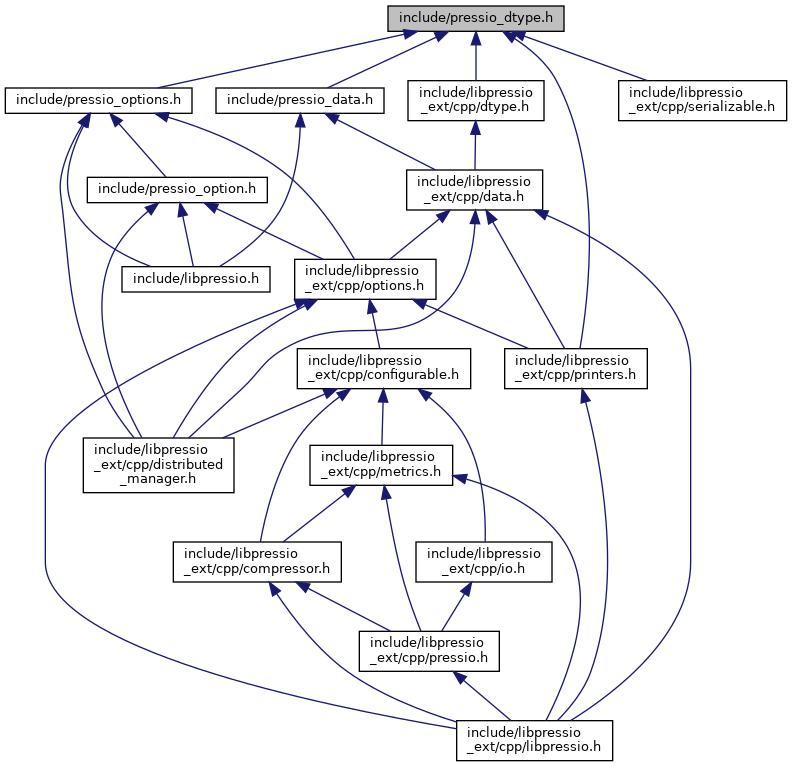 include/pressio_dtype.h
include/pressio_options.h
include/pressio_data.h
include/libpressio
_ext/cpp/dtype.h
include/libpressio
_ext/cpp/serializable.h
include/pressio_option.h
include/libpressio
_ext/cpp/data.h
include/libpressio.h
include/libpressio
_ext/cpp/options.h
include/libpressio
_ext/cpp/configurable.h
include/libpressio
_ext/cpp/printers.h
include/libpressio
_ext/cpp/distributed
_manager.h
include/libpressio
_ext/cpp/metrics.h
include/libpressio
_ext/cpp/compressor.h
include/libpressio
_ext/cpp/io.h
include/libpressio
_ext/cpp/pressio.h
include/libpressio
_ext/cpp/libpressio.h